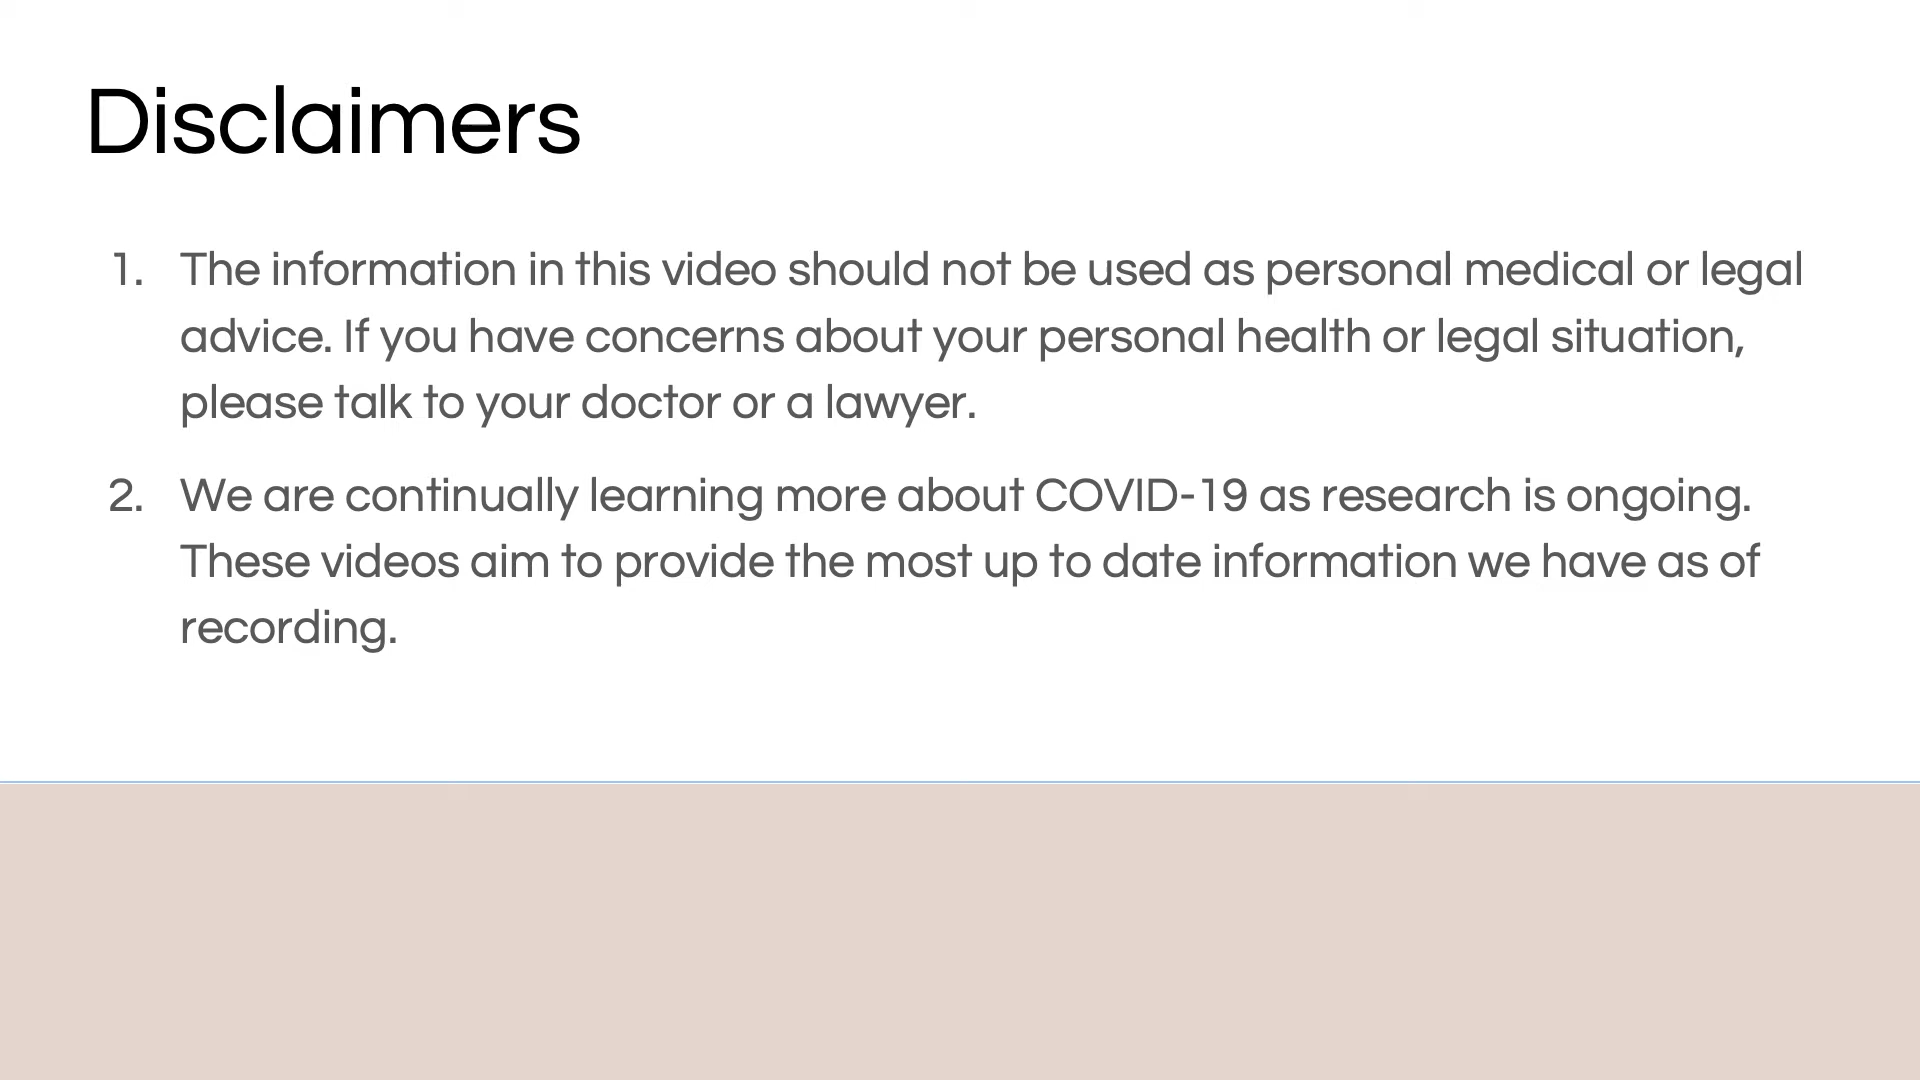 Disclaimers
1. The information in this video should not be used as personal medical or legal
advice. If you have concerns about your personal health or legal situation,
please talk to your doctor or a lawyer.
2. We are continually learning more about COVID-19 as research is ongoing.
These videos aim to provide the most up to date information we have as of
recording.